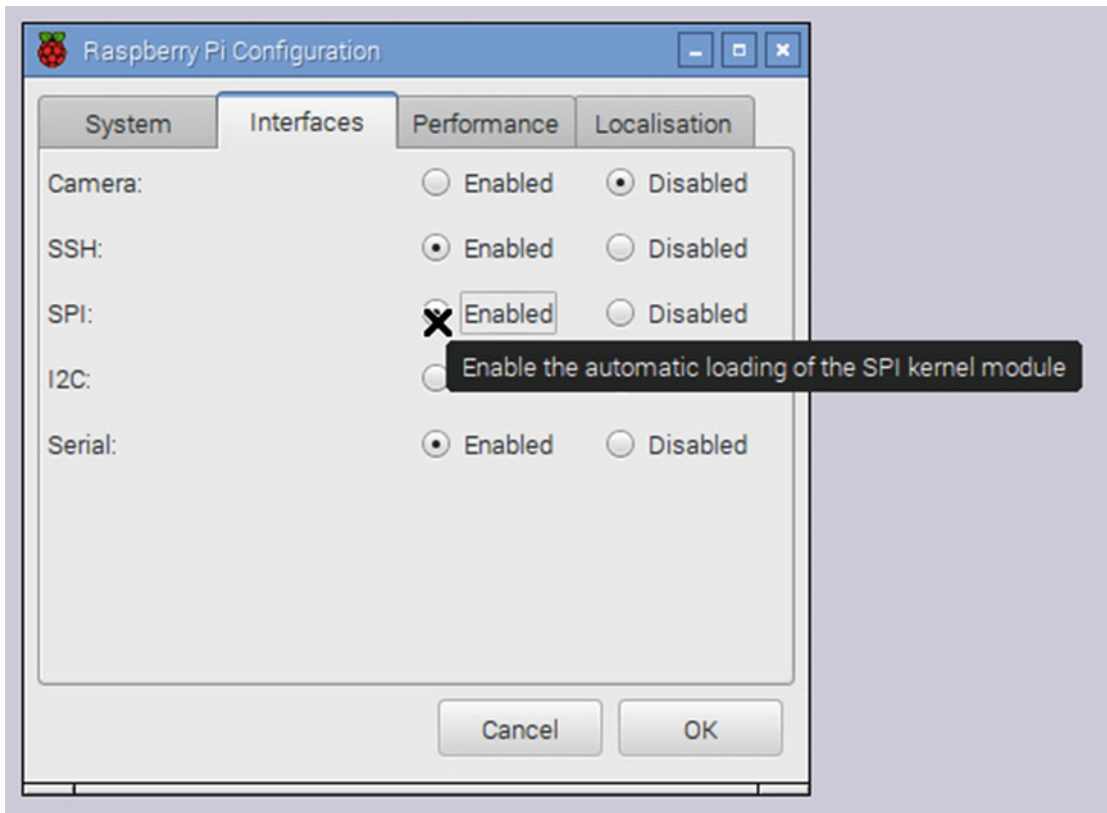 Raspberry Pi Configuration
System Interfaces Performance Localisation
Camera: Enabled Disabled
SSH: Enabled Disabled
SPI: Enabled Disabled
Enable the automatic loading of the SPI kernel module
I2C:
Serial: Enabled Disabled
Cancel OK